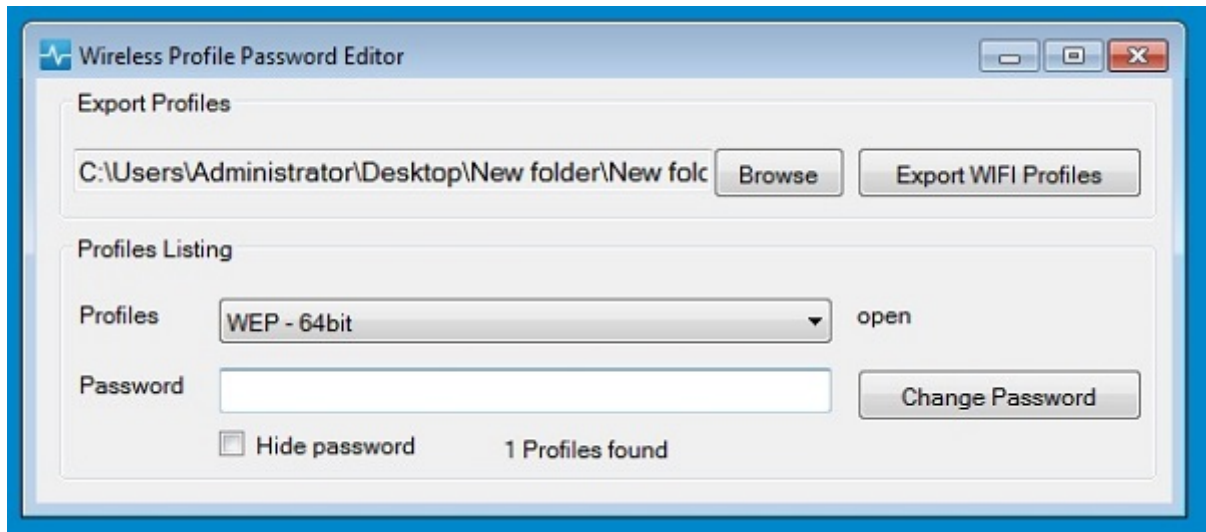 Wireless Profile Password Editor
Export Profiles
C:\Users\Administrator\Desktop\New folder\New folc Browse Export WIFI Profiles
Profiles Listing
Profiles WEP - 64bit open
Password Change Password
Hide password 1 Profiles found